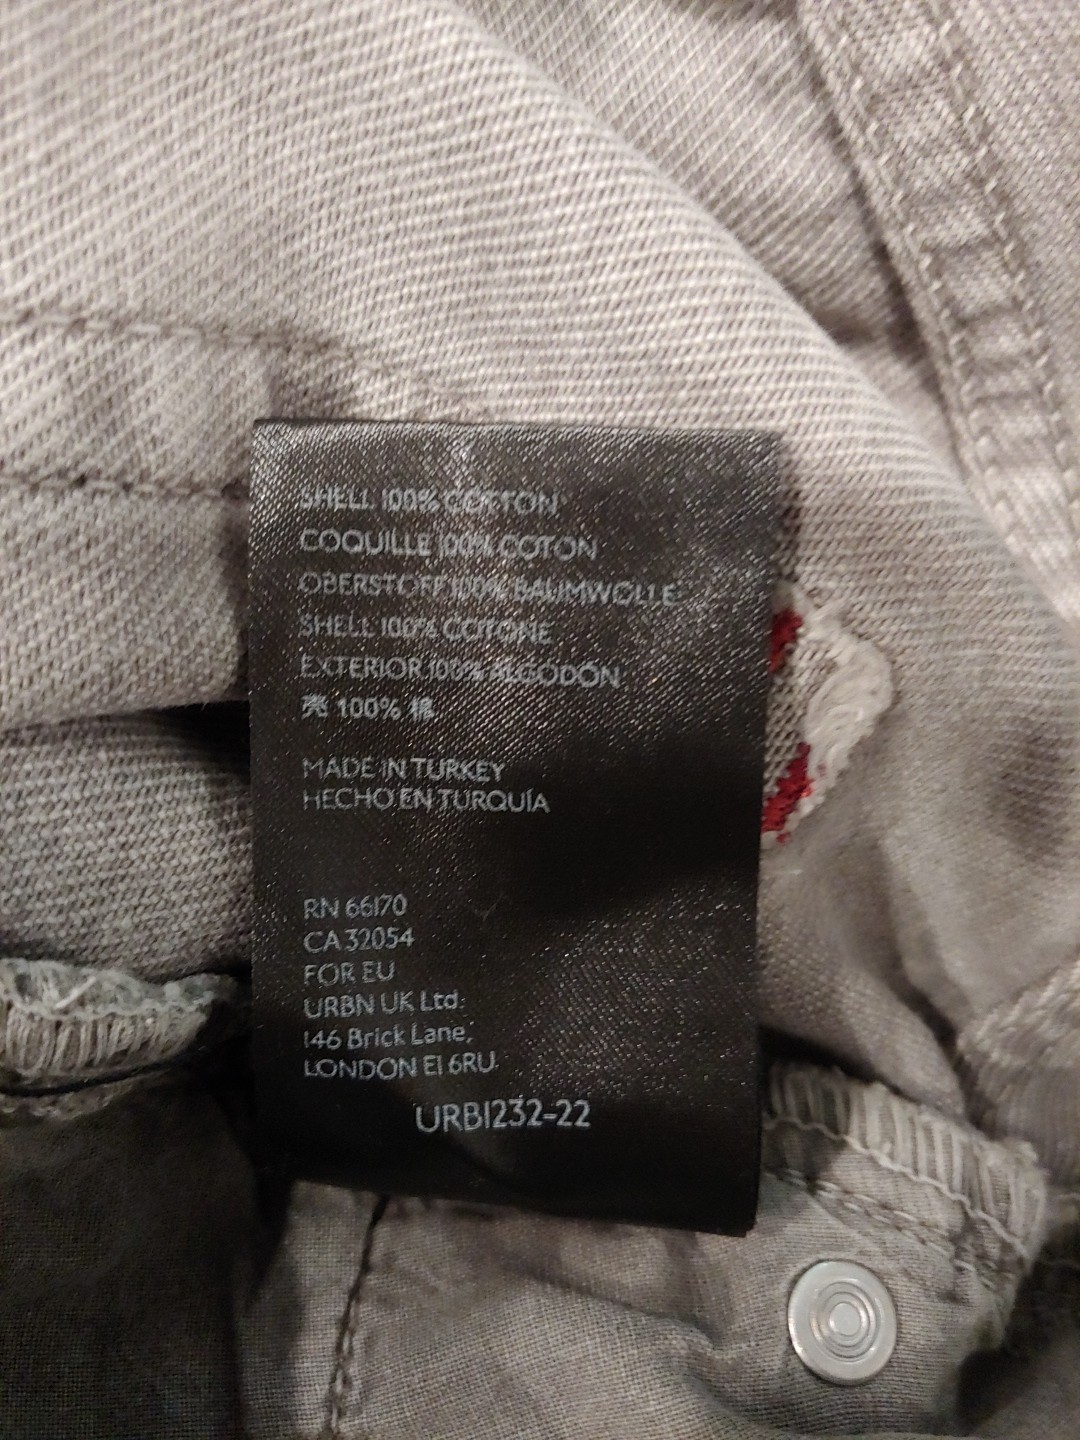 SHELL 100% COTTON
COQUILLE 100% COTON
OBERSTOFF 100% BAUMWOLLE
SHELL 100% COTONE
EXTERIOR 100% ALGODÓN
壳 100% 棉
MADE IN TURKEY
HECHO EN TURQUÍA
RN 66170
CA 32054
FOR EU
URBN UK Ltd.
146 Brick Lane,
LONDON E1 6RU
URB1232-22